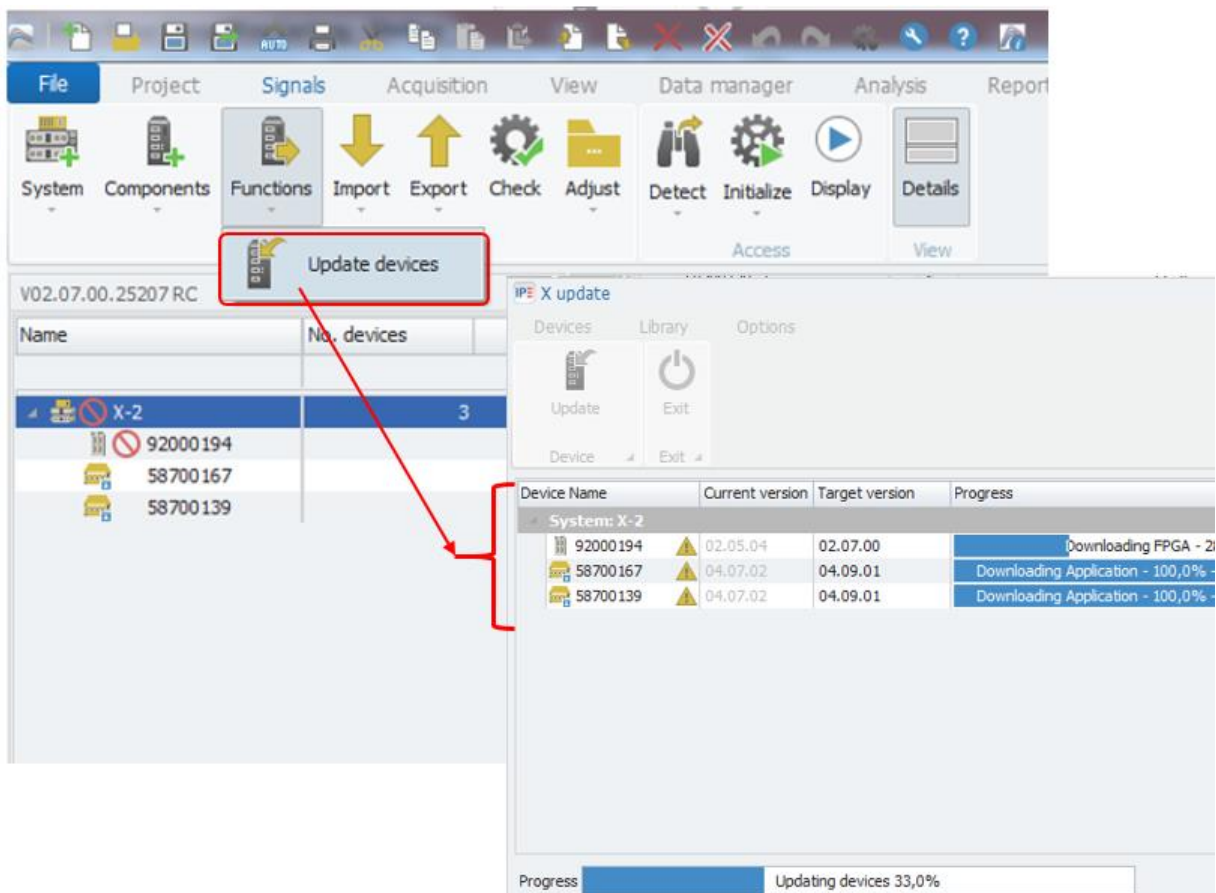 AUTO
File Project Signals Acquisition View Data manager Analysis Report
System Components Functions Import Export Check Adjust Detect Initialize Display Details
Access View
Update devices
V02.07.00.25207 RC
Name No. devices
X-2 3
92000194
58700167
58700139
IPE X update
Devices Library Options
Update Exit
Device Exit
Device Name Current version Target version Progress
System: X-2
92000194 02.05.04 02.07.00 Downloading FPGA - 2
58700167 04.07.02 04.09.01 Downloading Application - 100,0% -
58700139 04.07.02 04.09.01 Downloading Application - 100,0% -
Progress Updating devices 33,0%